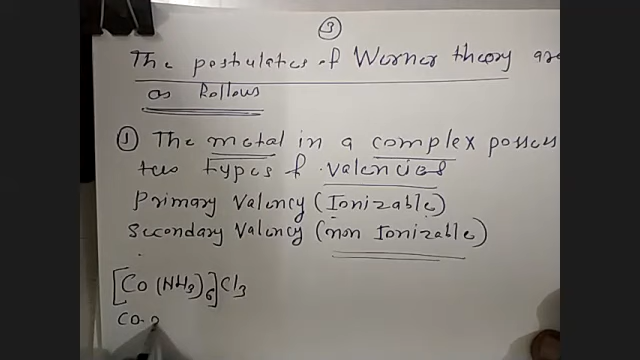 ③
The postulates of Werner theory are
as follows
① The metal in a complex possess
two types of valencies
Primary Valency (Ionizable)
Secondary Valency (non Ionizable)
[Co(NH₃)₆]Cl₃
CO-